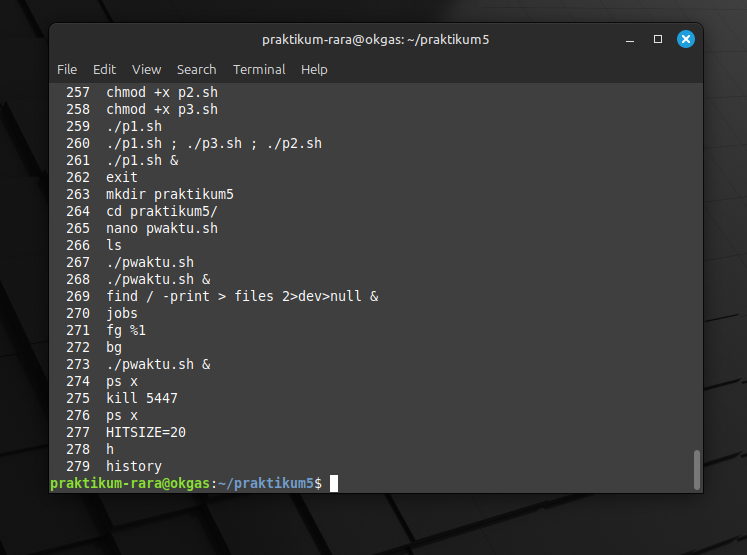 praktikum-rara@okgas: ~/praktikum5
File Edit View Search Terminal Help
257 chmod +x p2.sh
258 chmod +x p3.sh
259 ./p1.sh
260 ./p1.sh ; ./p3.sh ; ./p2.sh
261 ./p1.sh &
262 exit
263 mkdir praktikum5
264 cd praktikum5/
265 nano pwaktu.sh
266 ls
267 ./pwaktu.sh
268 ./pwaktu.sh &
269 find / -print > files 2>dev>null &
270 jobs
271 fg %1
272 bg
273 ./pwaktu.sh &
274 ps x
275 kill 5447
276 ps x
277 HITSIZE=20
278 h
279 history
praktikum-rara@okgas:~/praktikum5$